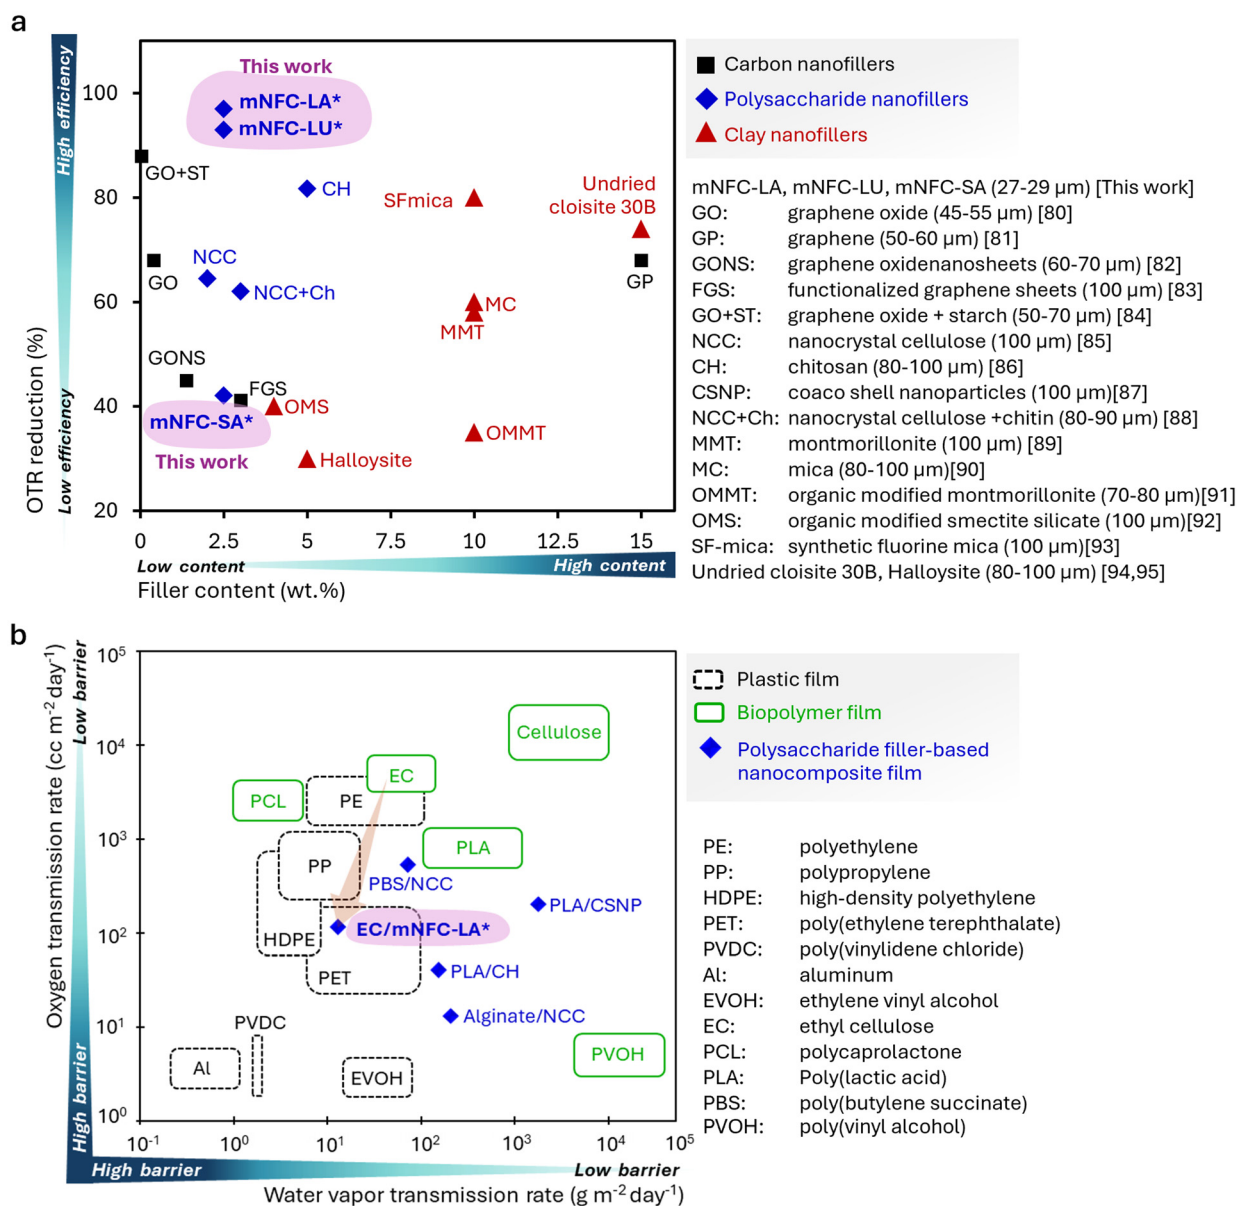 a
This work
mNFC-LA*
mNFC-LU*
GO+ST
CH
SFmica
Undried
cloisite 30B
GO
NCC
NCC+Ch
GP
MC
MMT
GONS
FGS
OMS
mNFC-SA*
This work
OMMT
Halloysite
100
80
60
40
20
0
2.5
5
7.5
10
12.5
15
OTR reduction (%)
High efficiency
Low efficiency
Low content
High content
Filler content (wt.%)
Carbon nanofillers
Polysaccharide nanofillers
Clay nanofillers
mNFC-LA, mNFC-LU, mNFC-SA (27-29 μm) [This work]
GO: graphene oxide (45-55 μm) [80]
GP: graphene (50-60 μm) [81]
GONS: graphene oxidenanosheets (60-70 μm) [82]
FGS: functionalized graphene sheets (100 μm) [83]
GO+ST: graphene oxide + starch (50-70 μm) [84]
NCC: nanocrystal cellulose (100 μm) [85]
CH: chitosan (80-100 μm) [86]
CSNP: coaco shell nanoparticles (100 μm)[87]
NCC+Ch: nanocrystal cellulose +chitin (80-90 μm) [88]
MMT: montmorillonite (100 μm) [89]
MC: mica (80-100 μm)[90]
OMMT: organic modified montmorillonite (70-80 μm)[91]
OMS: organic modified smectite silicate (100 μm)[92]
SF-mica: synthetic fluorine mica (100 μm)[93]
Undried cloisite 30B, Halloysite (80-100 μm) [94,95]
b
Oxygen transmission rate (cc m⁻² day⁻¹)
Low barrier
High barrier
10⁵
10⁴
10³
10²
10¹
10⁰
Cellulose
EC
PCL
PE
PLA
PP
PBS/NCC
PLA/CSNP
EC/mNFC-LA*
HDPE
PET
PLA/CH
Alginate/NCC
PVDC
Al
EVOH
PVOH
10⁻¹
10⁰
10¹
10²
10³
10⁴
10⁵
High barrier
Low barrier
Water vapor transmission rate (g m⁻² day⁻¹)
Plastic film
Biopolymer film
Polysaccharide filler-based
nanocomposite film
PE: polyethylene
PP: polypropylene
HDPE: high-density polyethylene
PET: poly(ethylene terephthalate)
PVDC: poly(vinylidene chloride)
Al: aluminum
EVOH: ethylene vinyl alcohol
EC: ethyl cellulose
PCL: polycaprolactone
PLA: Poly(lactic acid)
PBS: poly(butylene succinate)
PVOH: poly(vinyl alcohol)